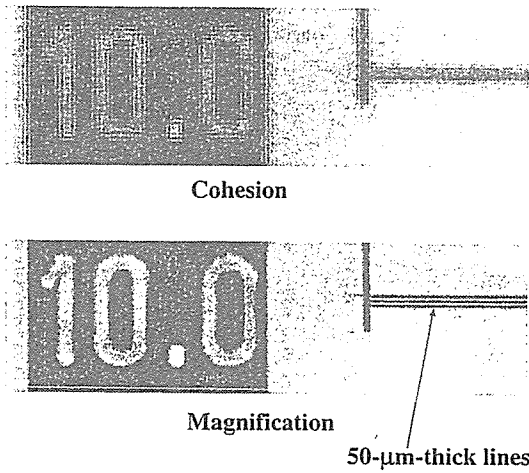 10.0
Cohesion
10.0
Magnification
50-μm-thick lines